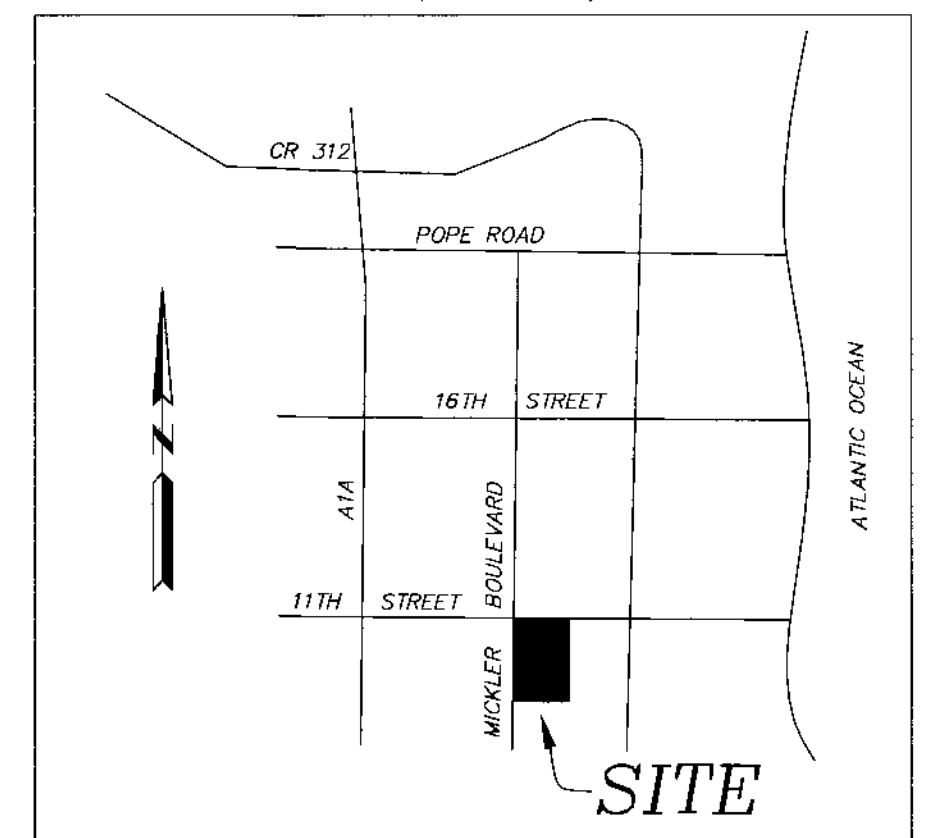 CR 312
POPE ROAD
16TH STREET
ATLANTIC OCEAN
N
A1A
MICKLER BOULEVARD
11TH STREET
SITE